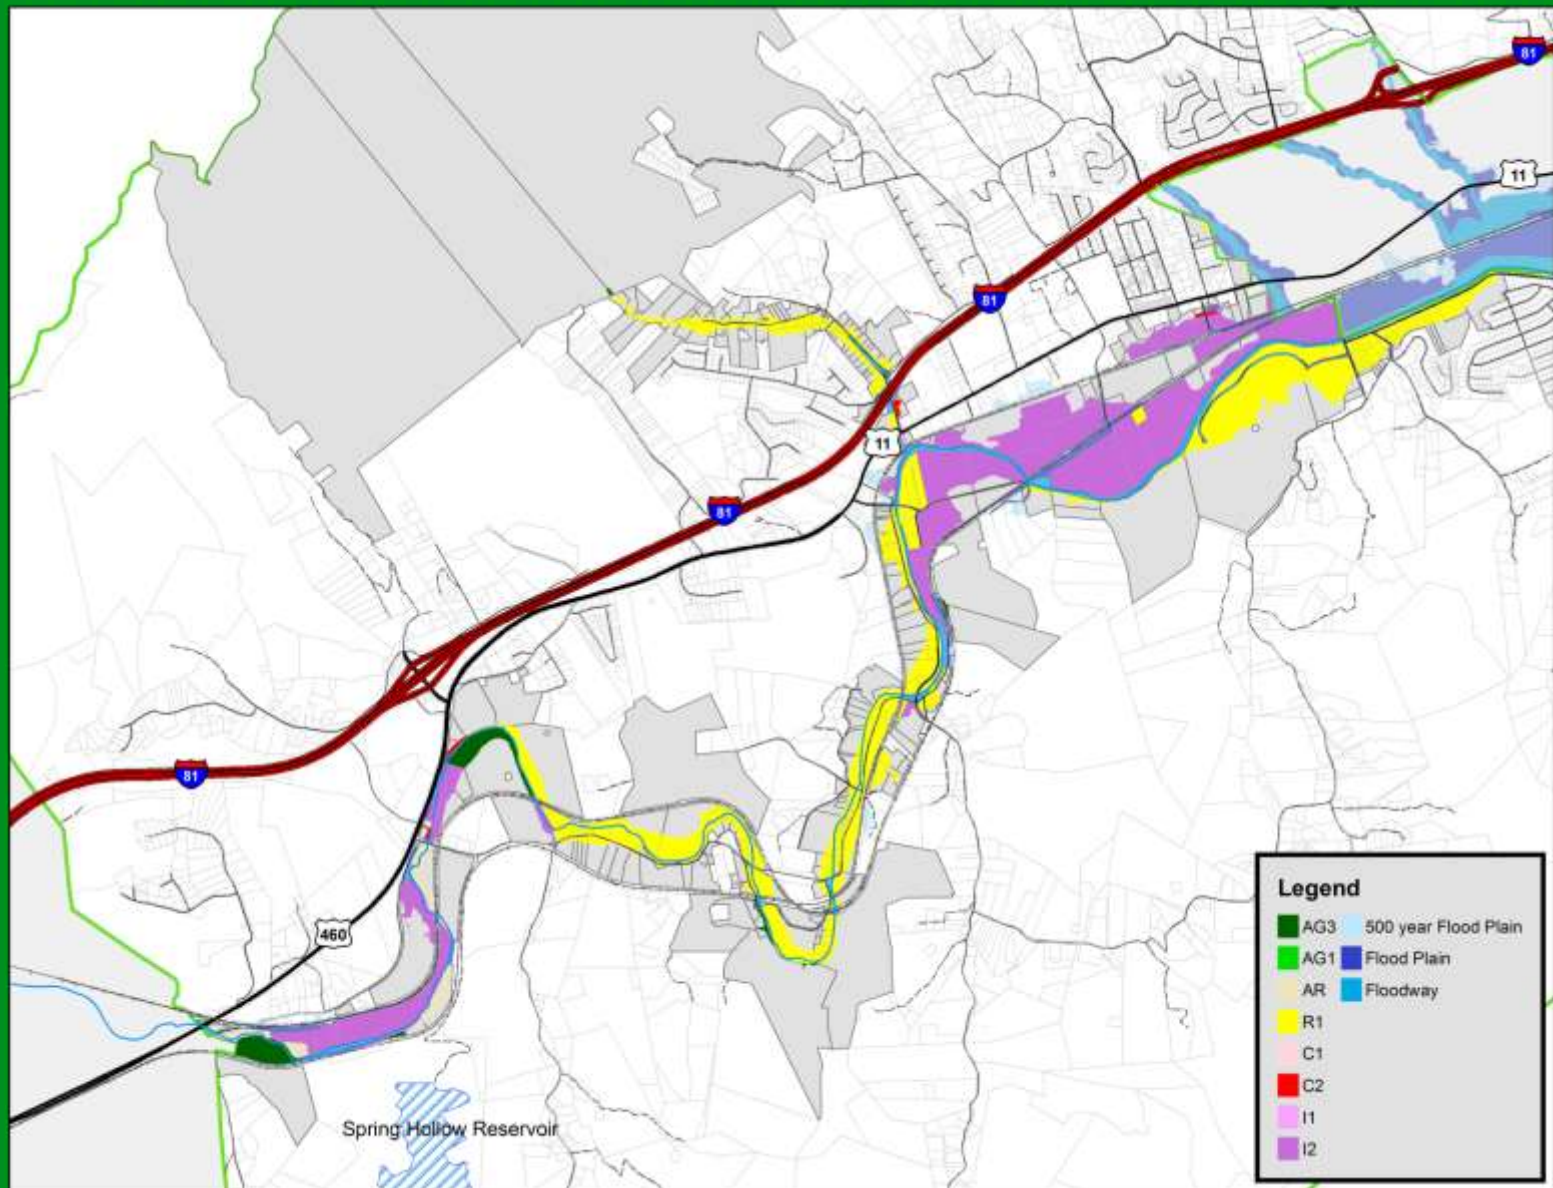 81
11
81
11
81
81
460
Spring Hollow Reservoir
Legend
AG3 500 year Flood Plain
AG1 Flood Plain
AR Floodway
R1
C1
C2
I1
I2